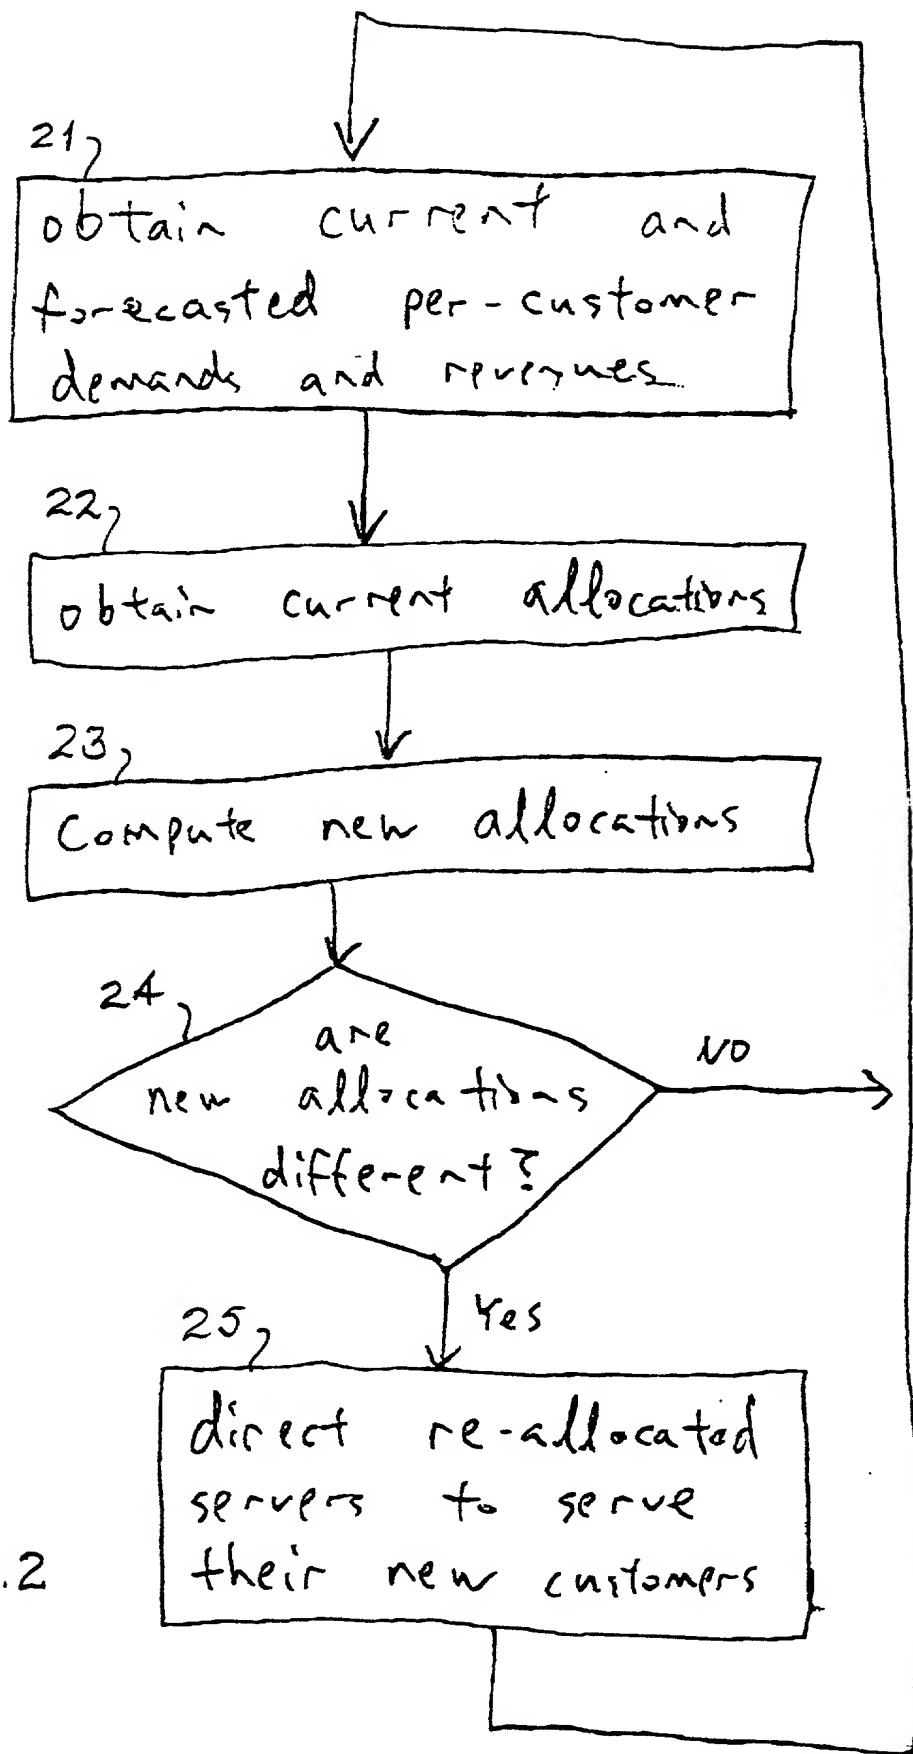 21
obtain current and
forecasted per-customer
demands and revenues
22
obtain current allocations
23
Compute new allocations
24
are
new allocations
different?
NO
Yes
25
direct re-allocated
servers to serve
their new customers
.2